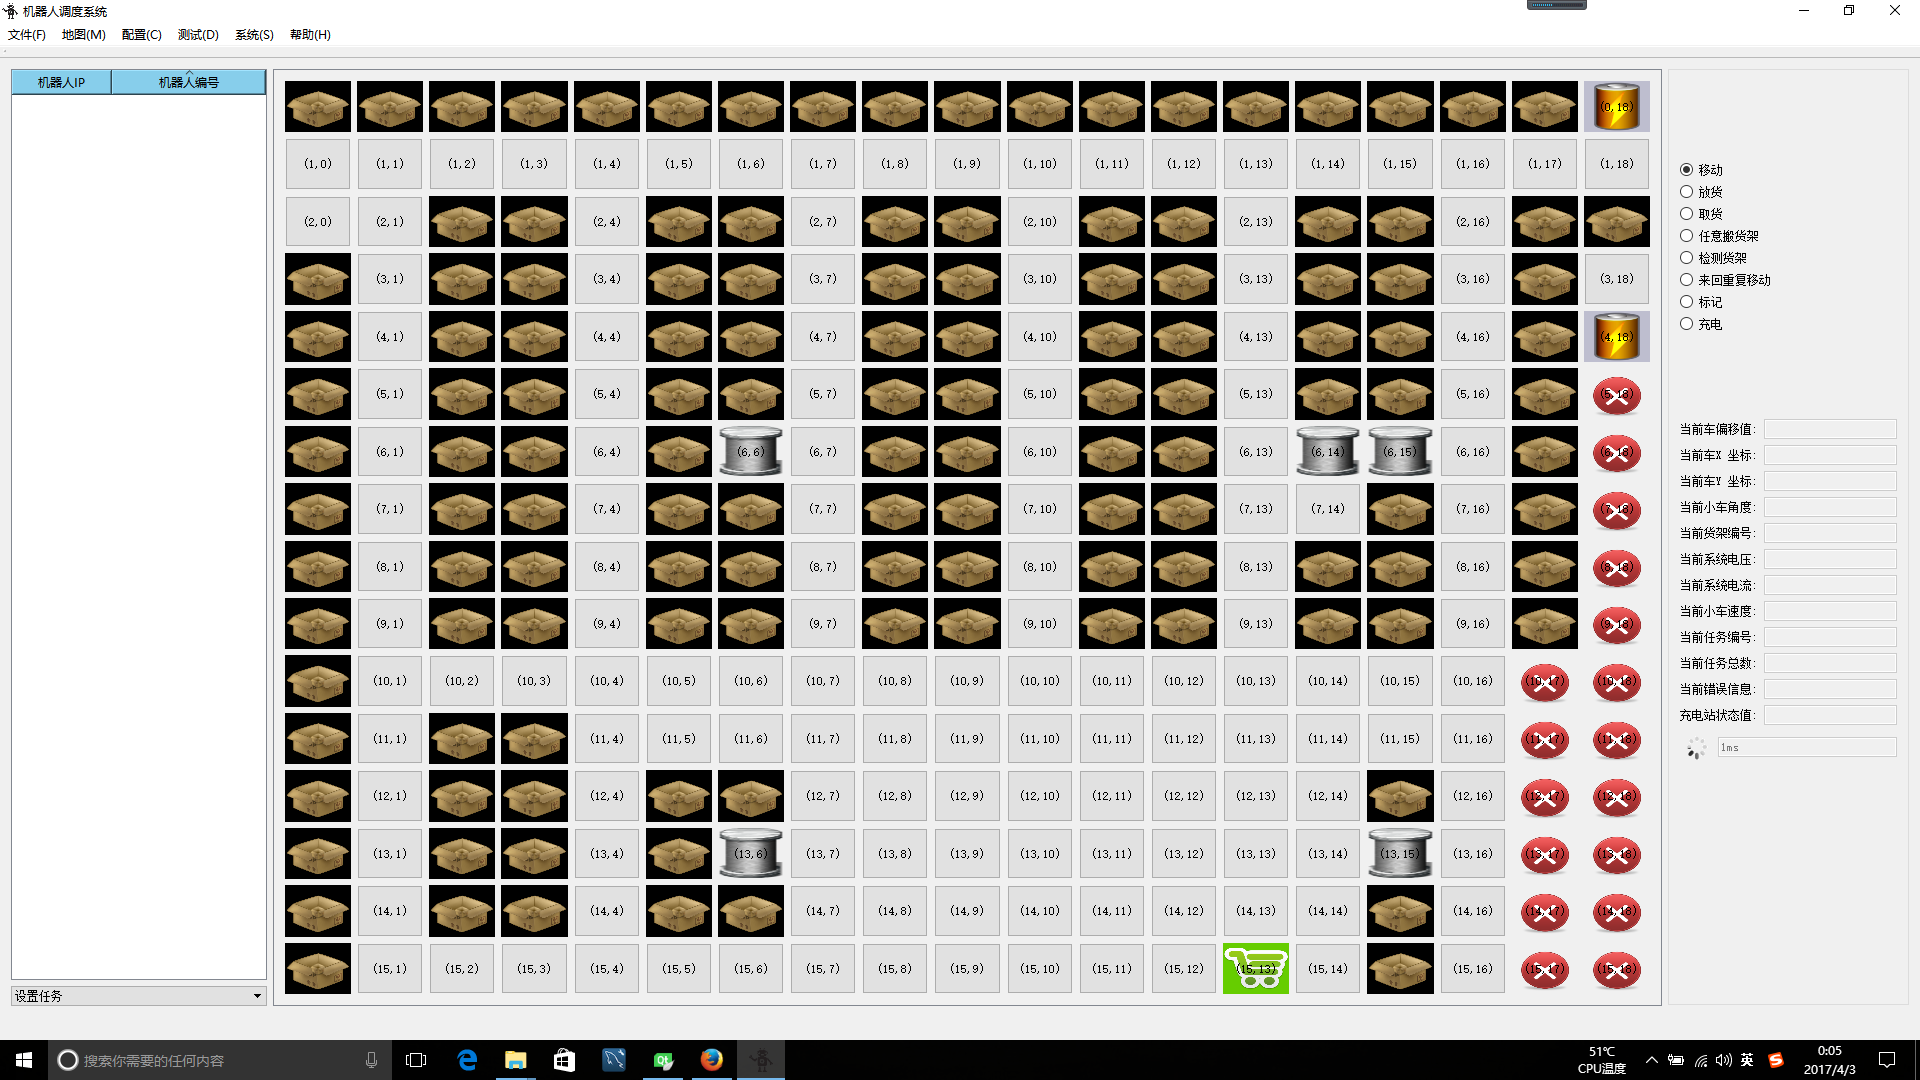 机器人调度系统
文件(F) 地图(M) 配置(C) 测试(D) 系统(S) 帮助(H)
机器人IP 机器人编号
(0,18)
(1,0) (1,1) (1,2) (1,3) (1,4) (1,5) (1,6) (1,7) (1,8) (1,9) (1,10) (1,11) (1,12) (1,13) (1,14) (1,15) (1,16) (1,17) (1,18)
(2,0) (2,1) (2,4) (2,7) (2,10) (2,13) (2,16)
(3,1) (3,4) (3,7) (3,10) (3,13) (3,16) (3,18)
(4,1) (4,4) (4,7) (4,10) (4,13) (4,16) (4,18)
(5,1) (5,4) (5,7) (5,10) (5,13) (5,16) (5,18)
(6,1) (6,4) (6,6) (6,7) (6,10) (6,13) (6,14) (6,15) (6,16) (6,18)
(7,1) (7,4) (7,7) (7,10) (7,13) (7,14) (7,16) (7,18)
(8,1) (8,4) (8,7) (8,10) (8,13) (8,16) (8,18)
(9,1) (9,4) (9,7) (9,10) (9,13) (9,16) (9,18)
(10,1) (10,2) (10,3) (10,4) (10,5) (10,6) (10,7) (10,8) (10,9) (10,10) (10,11) (10,12) (10,13) (10,14) (10,15) (10,16) (10,17) (10,18)
(11,1) (11,4) (11,5) (11,6) (11,7) (11,8) (11,9) (11,10) (11,11) (11,12) (11,13) (11,14) (11,15) (11,16) (11,17) (11,18)
(12,1) (12,4) (12,7) (12,8) (12,9) (12,10) (12,11) (12,12) (12,13) (12,14) (12,16) (12,17) (12,18)
(13,1) (13,4) (13,6) (13,7) (13,8) (13,9) (13,10) (13,11) (13,12) (13,13) (13,14) (13,15) (13,16) (13,17) (13,18)
(14,1) (14,4) (14,7) (14,8) (14,9) (14,10) (14,11) (14,12) (14,13) (14,14) (14,16) (14,17) (14,18)
(15,1) (15,2) (15,3) (15,4) (15,5) (15,6) (15,7) (15,8) (15,9) (15,10) (15,11) (15,12) (15,13) (15,14) (15,16) (15,17) (15,18)
移动
放货
取货
任意搬货架
检测货架
来回重复移动
标记
充电
当前车偏移值:
当前车X 坐标:
当前车Y 坐标:
当前小车角度:
当前货架编号:
当前系统电压:
当前系统电流:
当前小车速度:
当前任务编号:
当前任务总数:
当前错误信息:
充电站状态值:
1ms
设置任务
搜索你需要的任何内容
51℃
CPU温度
英
0:05
2017/4/3